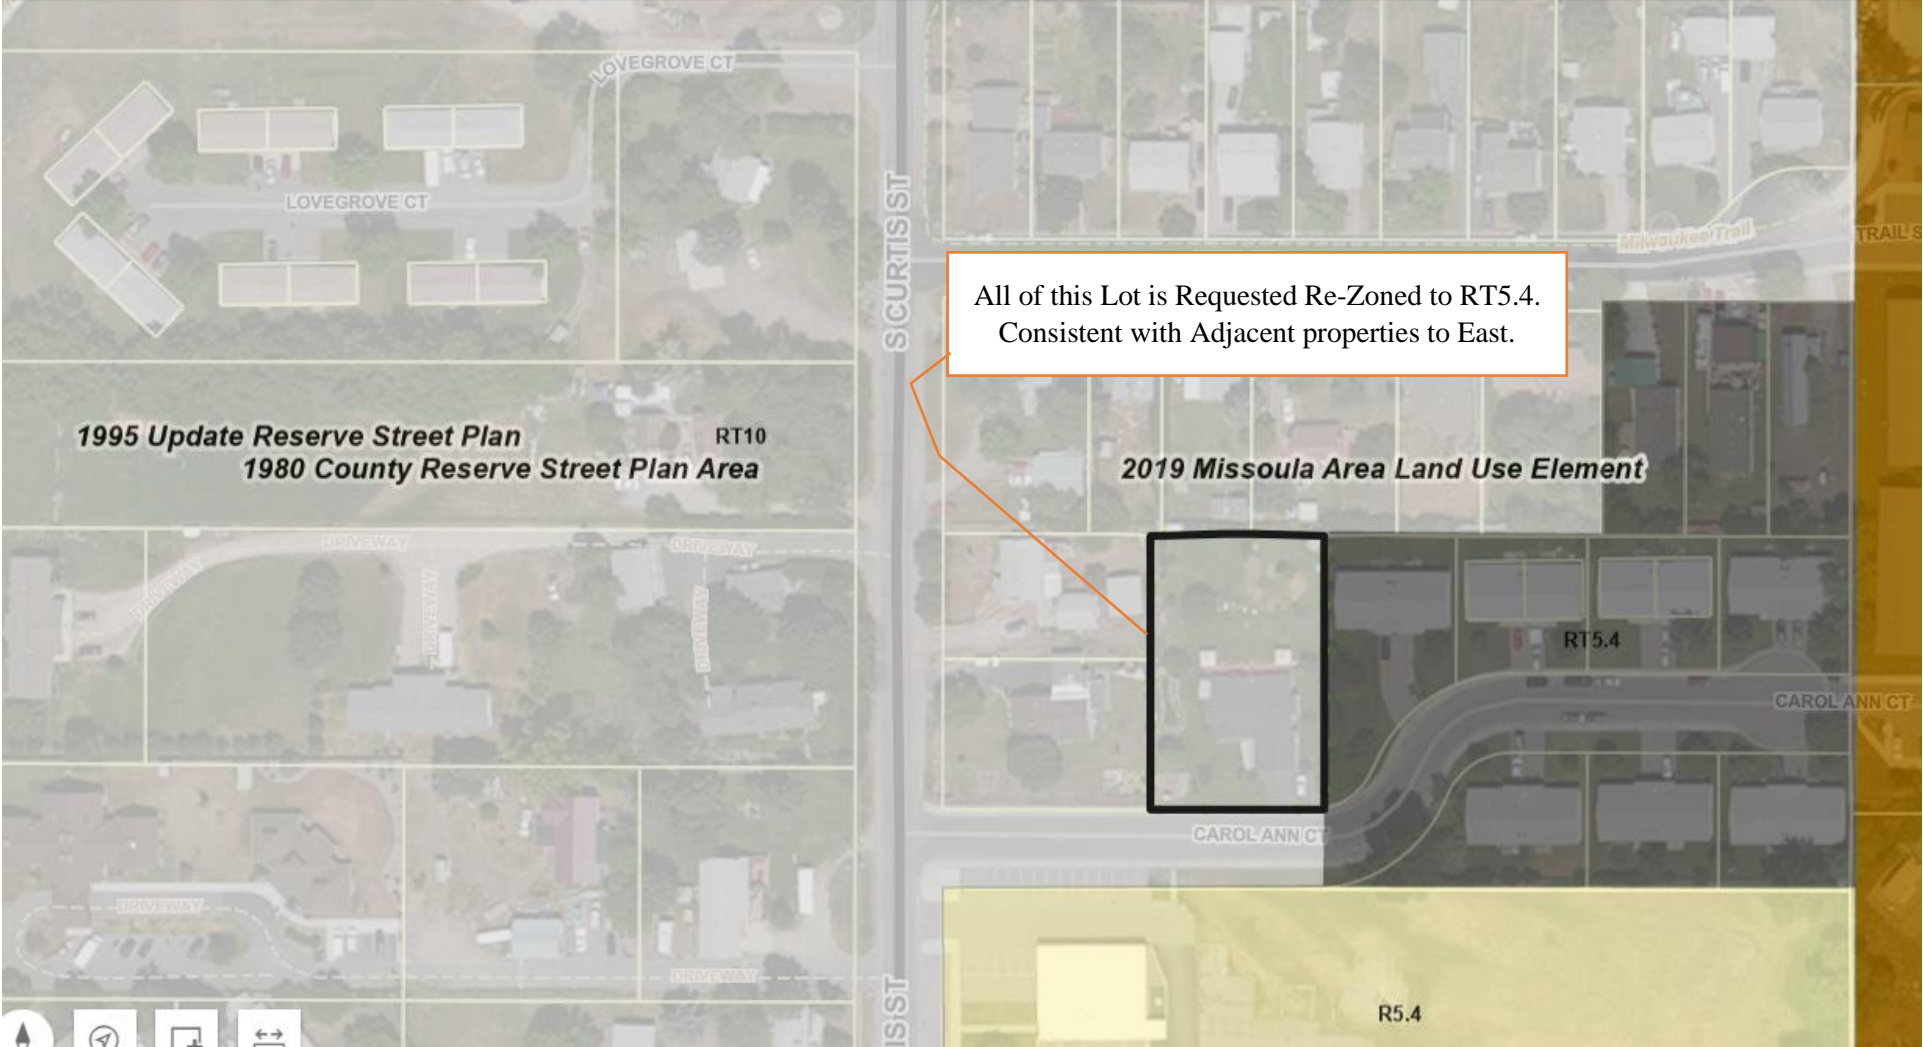 LOVEGROVE CT
LOVEGROVE CT
S CURTIS ST
Milwaukee Trail
TRAIL S
All of this Lot is Requested Re-Zoned to RT5.4.
Consistent with Adjacent properties to East.
1995 Update Reserve Street Plan
RT10
1980 County Reserve Street Plan Area
2019 Missoula Area Land Use Element
DRIVEWAY
DRIVEWAY
DRIVEWAY
DRIVEWAY
DRIVEWAY
RT5.4
CAROL ANN CT
CAROL ANN CT
DRIVEWAY
DRIVEWAY
IS ST
R5.4